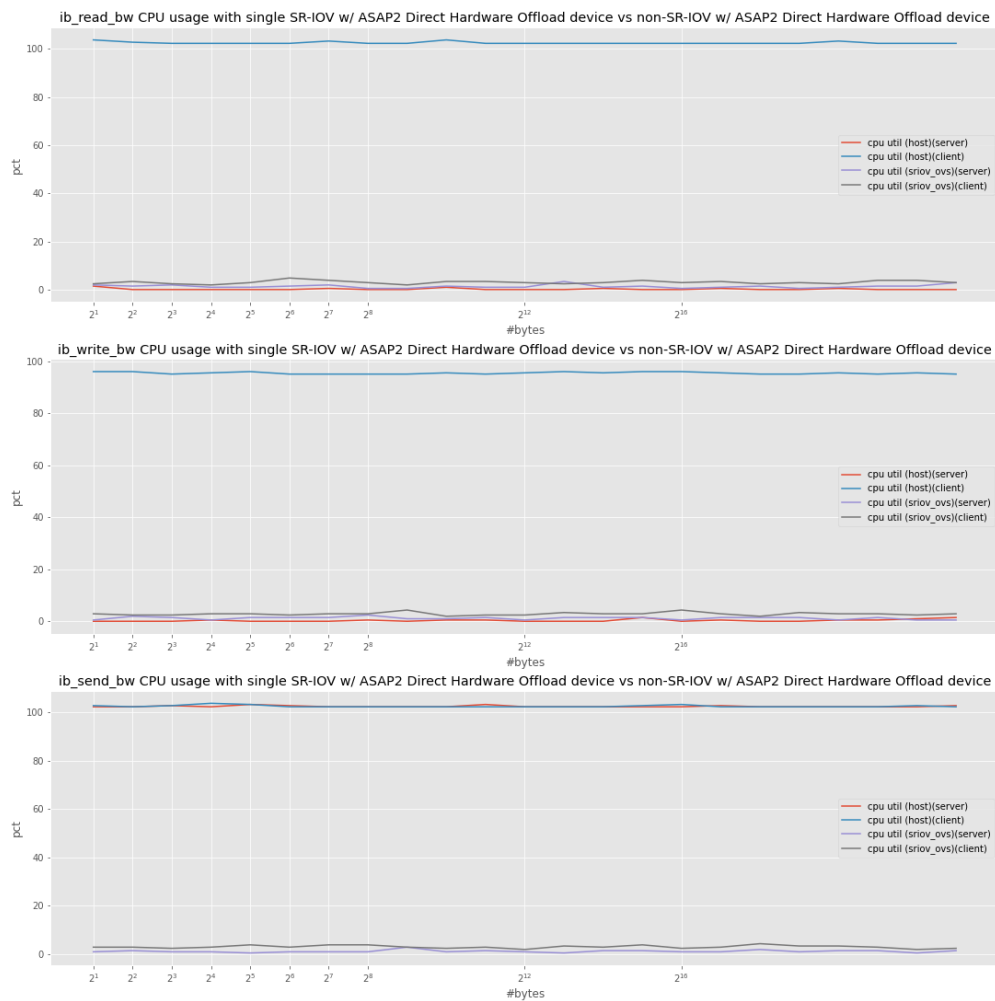 ib_read_bw CPU usage with single SR-IOV w/ ASAP2 Direct Hardware Offload device vs non-SR-IOV w/ ASAP2 Direct Hardware Offload device
100
80
60
40
20
0
pct
cpu util (host)(server)
cpu util (host)(client)
cpu util (sriov_ovs)(server)
cpu util (sriov_ovs)(client)
2^1 2^2 2^3 2^4 2^5 2^6 2^7 2^8 2^12 2^16
#bytes
ib_write_bw CPU usage with single SR-IOV w/ ASAP2 Direct Hardware Offload device vs non-SR-IOV w/ ASAP2 Direct Hardware Offload device
100
80
60
40
20
0
pct
cpu util (host)(server)
cpu util (host)(client)
cpu util (sriov_ovs)(server)
cpu util (sriov_ovs)(client)
2^1 2^2 2^3 2^4 2^5 2^6 2^7 2^8 2^12 2^16
#bytes
ib_send_bw CPU usage with single SR-IOV w/ ASAP2 Direct Hardware Offload device vs non-SR-IOV w/ ASAP2 Direct Hardware Offload device
100
80
60
40
20
0
pct
cpu util (host)(server)
cpu util (host)(client)
cpu util (sriov_ovs)(server)
cpu util (sriov_ovs)(client)
2^1 2^2 2^3 2^4 2^5 2^6 2^7 2^8 2^12 2^16
#bytes